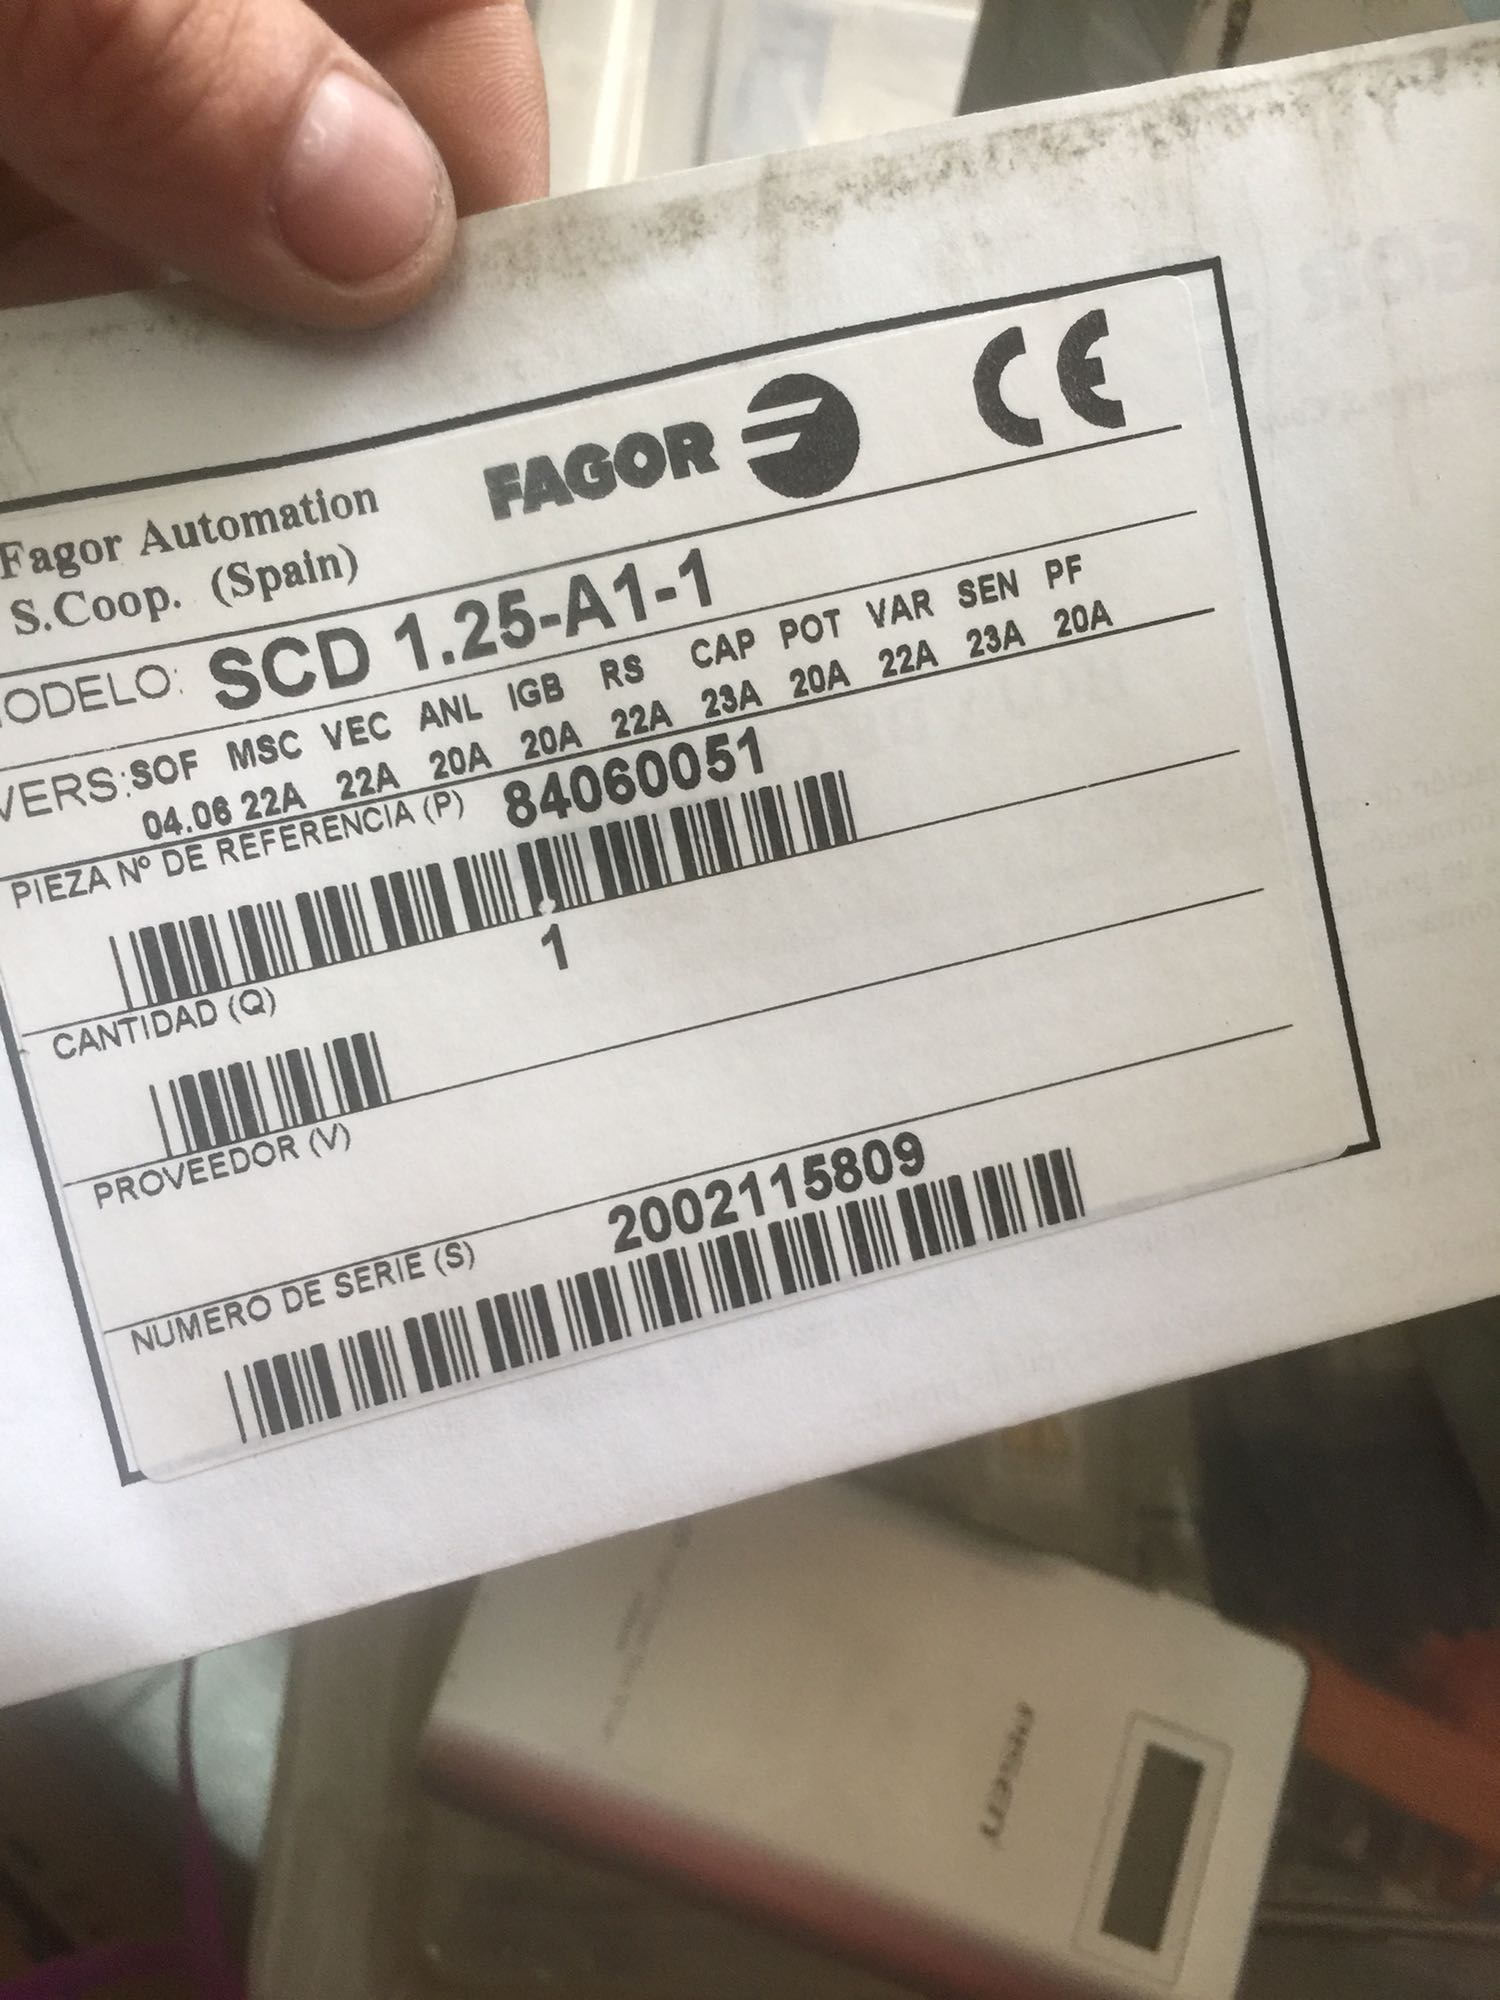 Fagor Automation
S.Coop. (Spain)
FAGOR
CE
ODELO: SCD 1.25-A1-1
VERS: SOF MSC VEC ANL IGB RS CAP POT VAR SEN PF
04.06 22A 22A 20A 20A 22A 23A 20A 22A 23A 20A
PIEZA Nº DE REFERENCIA (P) 84060051
CANTIDAD (Q) 1
PROVEEDOR (V)
NUMERO DE SERIE (S) 2002115809